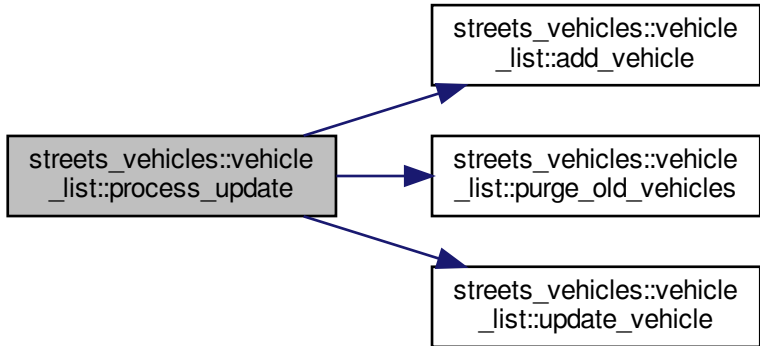 streets_vehicles::vehicle
_list::add_vehicle
streets_vehicles::vehicle
_list::process_update
streets_vehicles::vehicle
_list::purge_old_vehicles
streets_vehicles::vehicle
_list::update_vehicle